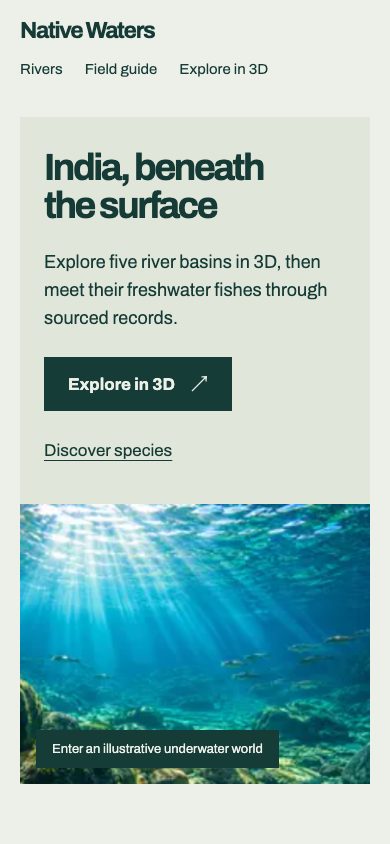 Native Waters
Rivers Field guide Explore in 3D
India, beneath
the surface
Explore five river basins in 3D, then
meet their freshwater fishes through
sourced records.
Explore in 3D ↗
Discover species
Enter an illustrative underwater world